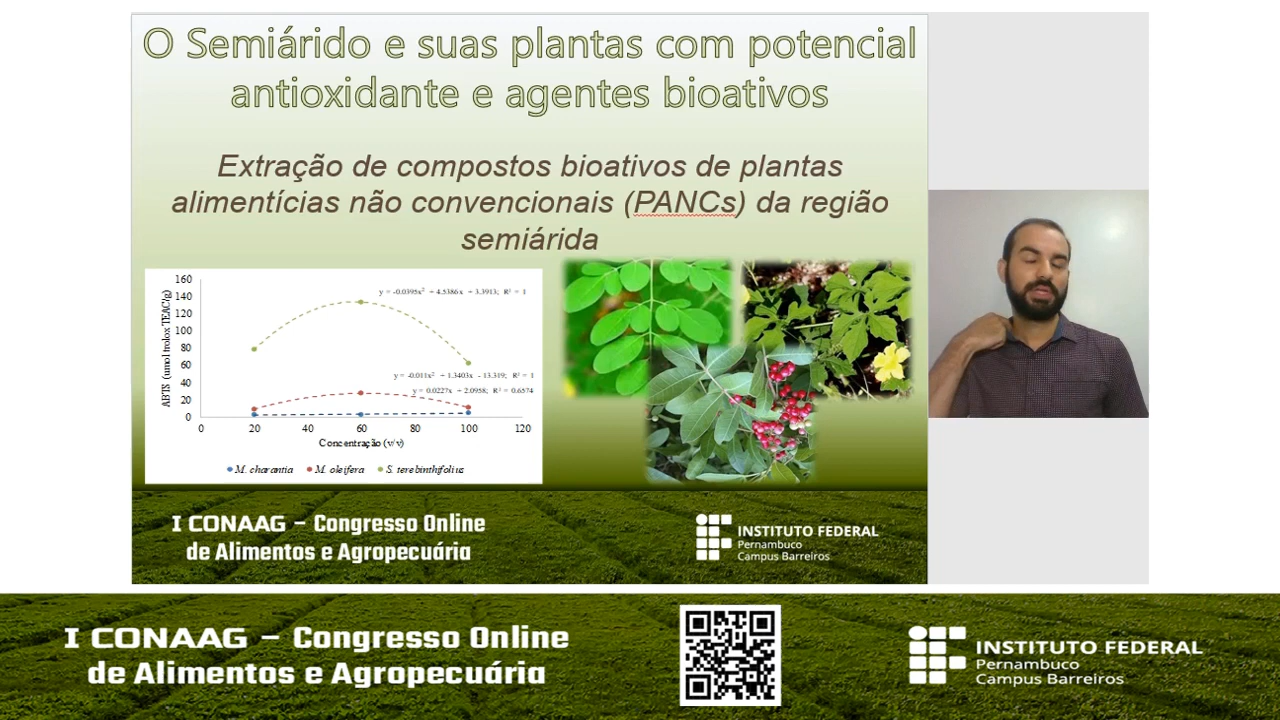 O Semiárido e suas plantas com potencial
antioxidante e agentes bioativos
Extração de compostos bioativos de plantas
alimentícias não convencionais (PANCs) da região
semiárida
160
140
120
100
80
60
40
20
0
ABTS (umol trolox TEAC/g)
y = -0.0395x² + 4.5386x + 3.3913; R² = 1
y = -0.011x² + 1.3403x - 13.319; R² = 1
y = 0.0227x + 2.0958; R² = 0.6574
0 20 40 60 80 100 120
Concentração (v/v)
M. charantia M. oleifera S. terebinthifolius
I CONAAG – Congresso Online
de Alimentos e Agropecuária
INSTITUTO FEDERAL
Pernambuco
Campus Barreiros
I CONAAG – Congresso Online
de Alimentos e Agropecuária
INSTITUTO FEDERAL
Pernambuco
Campus Barreiros